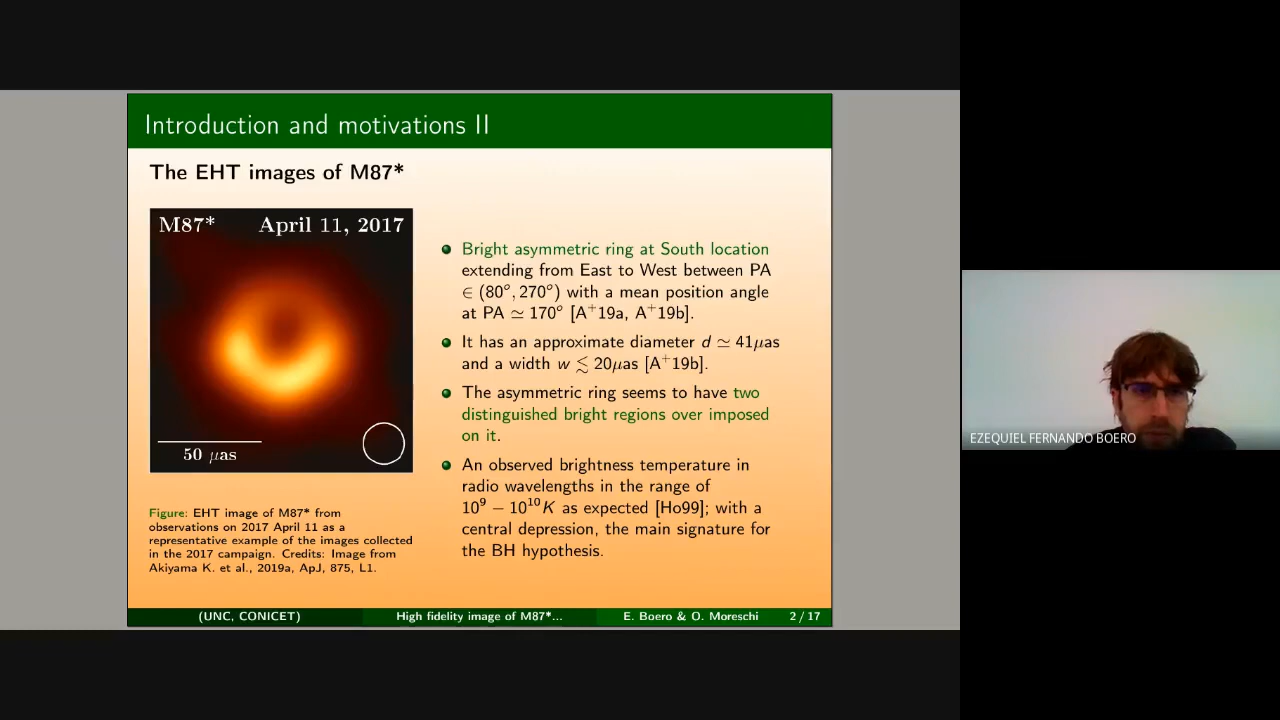 Introduction and motivations II
The EHT images of M87*
M87* April 11, 2017
50 μas
Figure: EHT image of M87* from
observations on 2017 April 11 as a
representative example of the images collected
in the 2017 campaign. Credits: Image from
Akiyama K. et al., 2019a, ApJ, 875, L1.
Bright asymmetric ring at South location
extending from East to West between PA
∈ (80°, 270°) with a mean position angle
at PA ≃ 170° [A⁺19a, A⁺19b].
It has an approximate diameter d ≃ 41μas
and a width w ≲ 20μas [A⁺19b].
The asymmetric ring seems to have two
distinguished bright regions over imposed
on it.
An observed brightness temperature in
radio wavelengths in the range of
10⁹ − 10¹⁰K as expected [Ho99]; with a
central depression, the main signature for
the BH hypothesis.
(UNC, CONICET) High fidelity image of M87*... E. Boero & O. Moreschi 2 / 17
EZEQUIEL FERNANDO BOERO